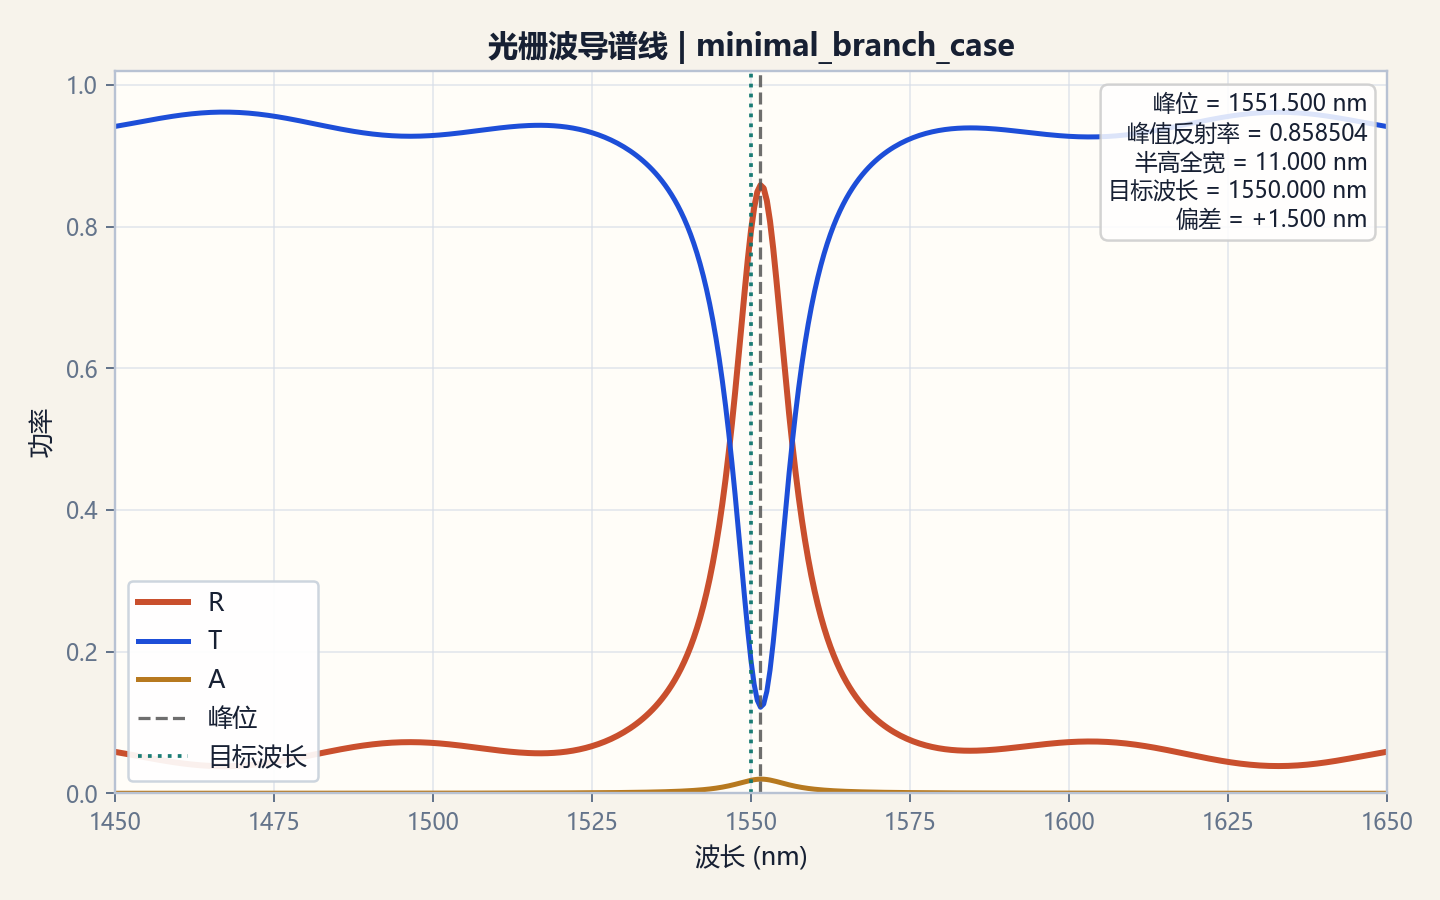 光栅波导谱线 | minimal_branch_case
峰位 = 1551.500 nm
峰值反射率 = 0.858504
半高全宽 = 11.000 nm
目标波长 = 1550.000 nm
偏差 = +1.500 nm
功率
1.0
0.8
0.6
0.4
0.2
0.0
R
T
A
峰位
目标波长
1450
1475
1500
1525
1550
1575
1600
1625
1650
波长 (nm)